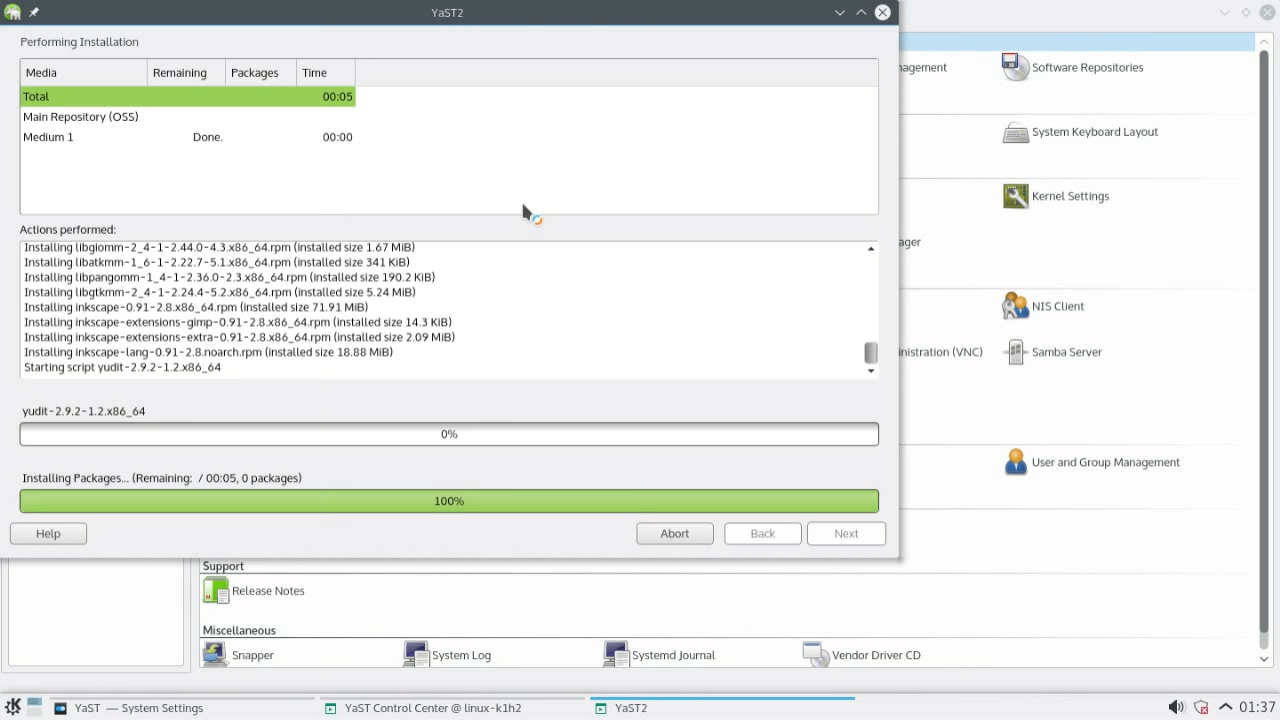 YaST2
Performing Installation
Media Remaining Packages Time
Total 00:05
Main Repository (OSS)
Medium 1 Done. 00:00
Actions performed:
Installing libgiomm-2_4-1-2.44.0-4.3.x86_64.rpm (installed size 1.67 MiB)
Installing libatkmm-1_6-1-2.22.7-5.1.x86_64.rpm (installed size 341 KiB)
Installing libpangomm-1_4-1-2.36.0-2.3.x86_64.rpm (installed size 190.2 KiB)
Installing libgtkmm-2_4-1-2.24.4-5.2.x86_64.rpm (installed size 5.24 MiB)
Installing inkscape-0.91-2.8.x86_64.rpm (installed size 71.91 MiB)
Installing inkscape-extensions-gimp-0.91-2.8.x86_64.rpm (installed size 14.3 KiB)
Installing inkscape-extensions-extra-0.91-2.8.x86_64.rpm (installed size 2.09 MiB)
Installing inkscape-lang-0.91-2.8.noarch.rpm (installed size 18.88 MiB)
Starting script yudit-2.9.2-1.2.x86_64
yudit-2.9.2-1.2.x86_64
0%
Installing Packages... (Remaining: / 00:05, 0 packages)
100%
Help Abort Back Next
nagement Software Repositories
System Keyboard Layout
Kernel Settings
ager
NIS Client
inistration (VNC) Samba Server
User and Group Management
Support
Release Notes
Miscellaneous
Snapper System Log Systemd Journal Vendor Driver CD
YaST — System Settings YaST Control Center @ linux-k1h2 YaST2 01:37